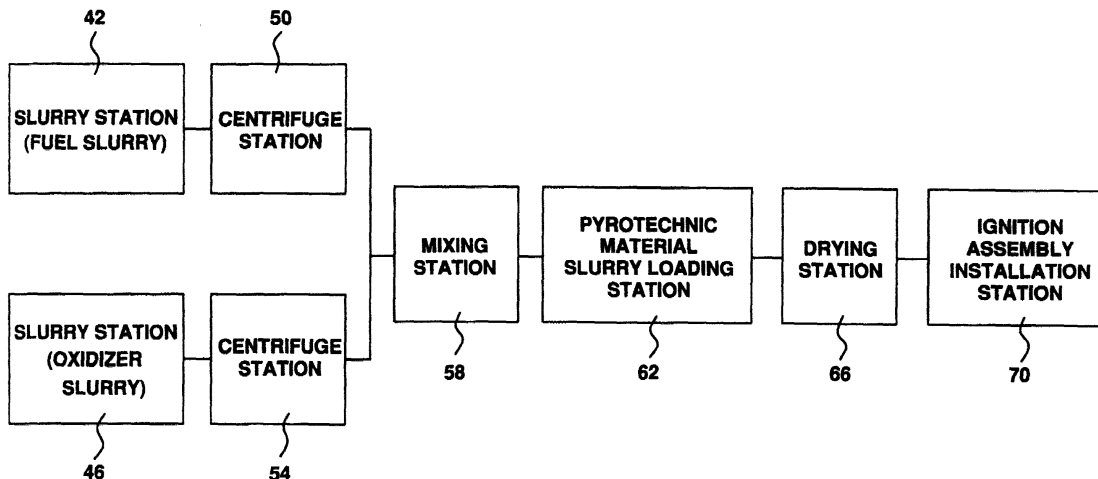 42
50
SLURRY STATION
(FUEL SLURRY)
CENTRIFUGE
STATION
MIXING
STATION
PYROTECHNIC
MATERIAL
SLURRY LOADING
STATION
DRYING
STATION
IGNITION
ASSEMBLY
INSTALLATION
STATION
SLURRY STATION
(OXIDIZER
SLURRY)
CENTRIFUGE
STATION
58
62
66
70
46
54